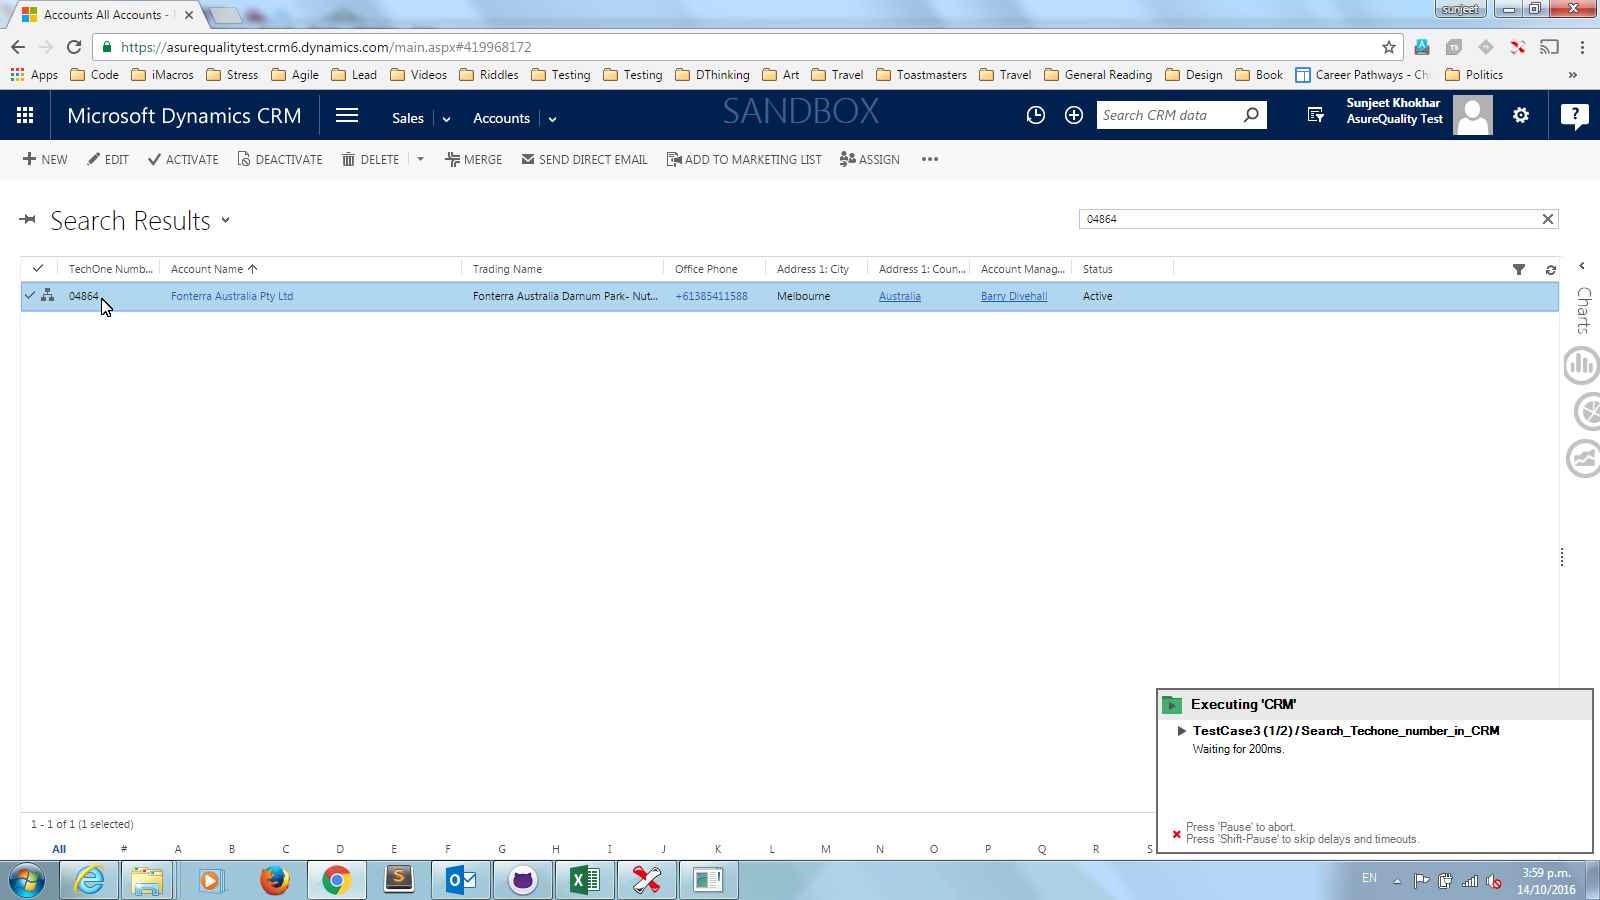 Accounts All Accounts -
sunjeet
https://asurequalitytest.crm6.dynamics.com/main.aspx#419968172
Apps Code iMacros Stress Agile Lead Videos Riddles Testing Testing DThinking Art Travel Toastmasters Travel General Reading Design Book Career Pathways - Ch Politics »
Microsoft Dynamics CRM Sales Accounts SANDBOX Search CRM data
Sunjeet Khokhar
AsureQuality Test
?
NEW EDIT ACTIVATE DEACTIVATE DELETE MERGE SEND DIRECT EMAIL ADD TO MARKETING LIST ASSIGN
Search Results 04864
TechOne Numb... Account Name Trading Name Office Phone Address 1: City Address 1: Coun... Account Manag... Status
04864 Fonterra Australia Pty Ltd Fonterra Australia Darnum Park- Nut... +61385411588 Melbourne Australia Barry Divehall Active
Charts
Executing 'CRM'
TestCase3 (1/2) / Search_Techone_number_in_CRM
Waiting for 200ms.
Press 'Pause' to abort.
Press 'Shift-Pause' to skip delays and timeouts.
1 - 1 of 1 (1 selected)
All # A B C D E F G H I J K L M N O P Q R S
EN
3:59 p.m.
14/10/2016